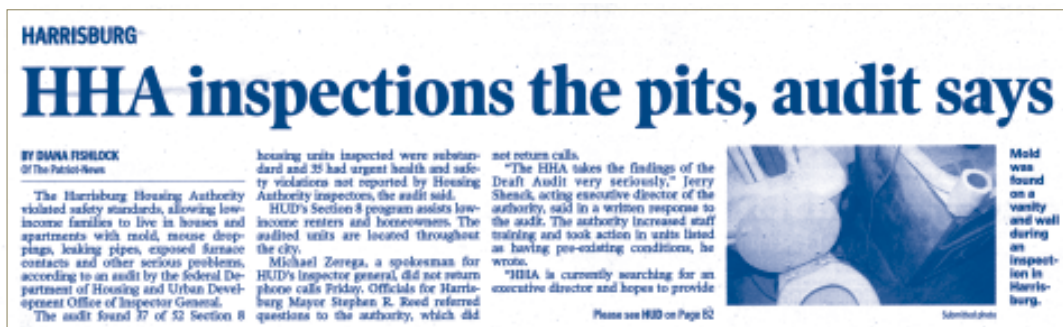 HARRISBURG
HHA inspections the pits, audit says
BY DIANA FISHLOCK
Of The Patriot-News
The Harrisburg Housing Authority
violated safety standards, allowing low-
income families to live in houses and
apartments with mold, mouse drop-
pings, leaking pipes, exposed furnace
contacts and other serious problems,
according to an audit by the federal De-
partment of Housing and Urban Devel-
opment Office of Inspector General.
The audit found 37 of 52 Section 8
housing units inspected were substan-
dard and 35 had urgent health and safe-
ty violations not reported by Housing
Authority inspectors, the audit said.
HUD's Section 8 program assists low-
income renters and homeowners. The
audited units are located throughout
the city.
Michael Zerega, a spokesman for
HUD's inspector general, did not return
phone calls Friday. Officials for Harris-
burg Mayor Stephen R. Reed referred
questions to the authority, which did
not return calls.
"The HHA takes the findings of the
Draft Audit very seriously," Jerry
Shenck, acting executive director of the
authority, said in a written response to
the audit. The authority increased staff
training and took action in units listed
as having pre-existing conditions, he
wrote.
"HHA is currently searching for an
executive director and hopes to provide
Please see HUD on Page B2
Mold
was
found
on a
vanity
and wall
during
an
inspect-
ion in
Harris-
burg.
Submitted photo